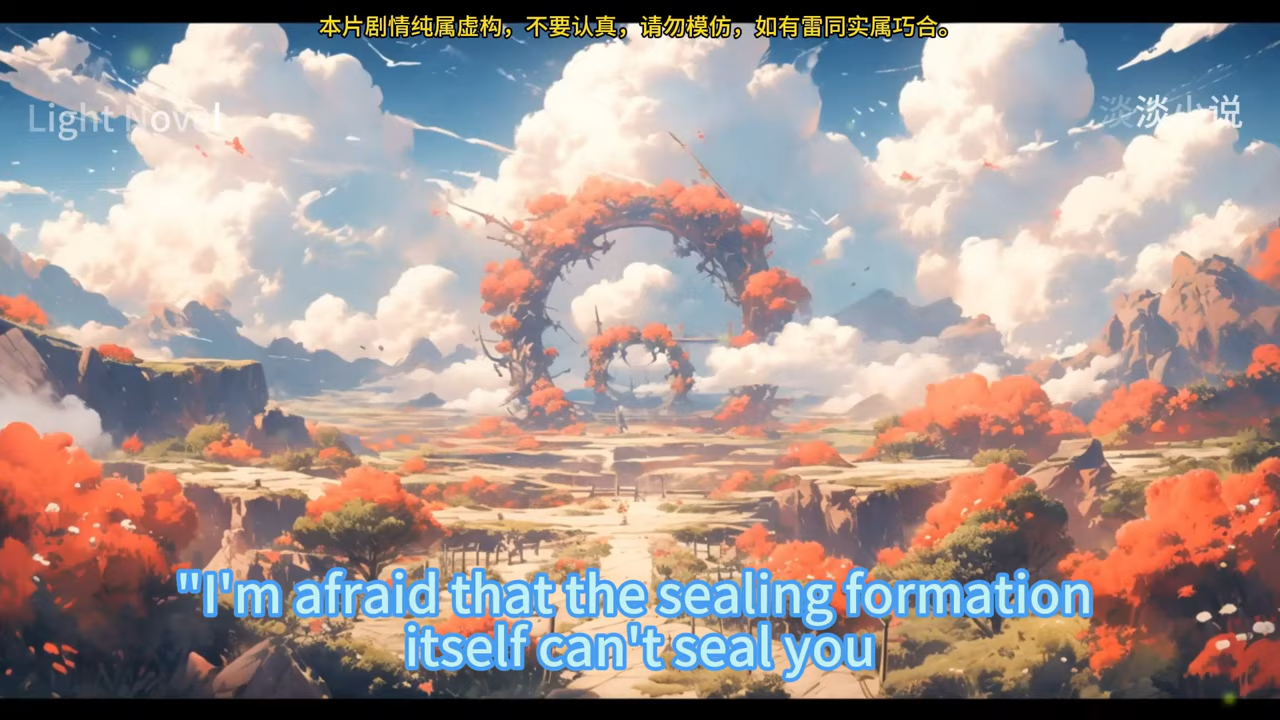 本片剧情纯属虚构，不要认真，请勿模仿，如有雷同实属巧合。
Light Novel
淡淡小说
"I'm afraid that the sealing formation
itself can't seal you